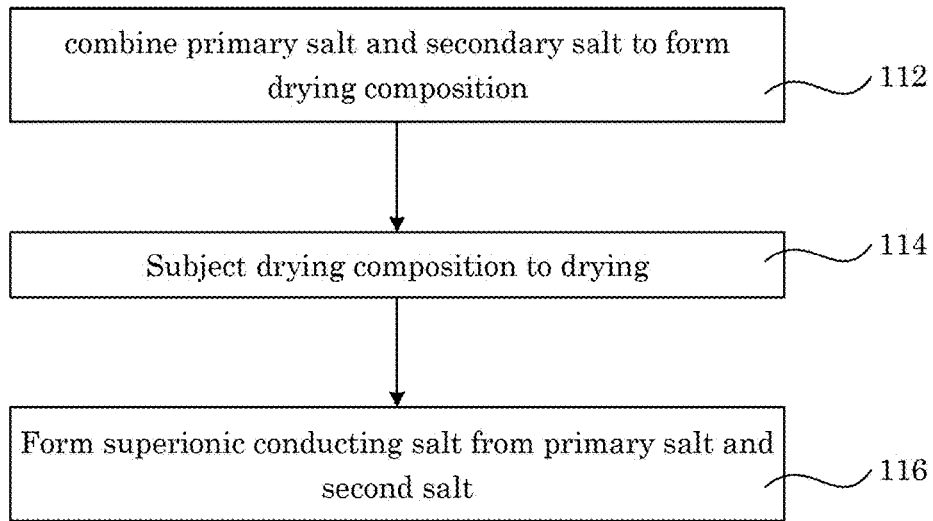 combine primary salt and secondary salt to form
drying composition
112
Subject drying composition to drying
114
Form superionic conducting salt from primary salt and
second salt
116